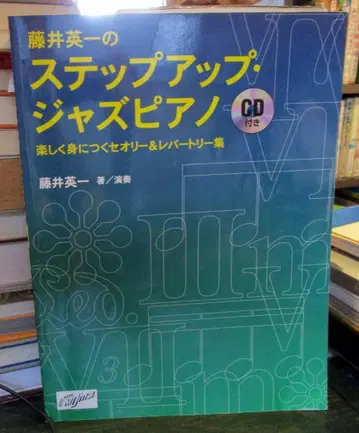 藤井英一の
ステップアップ・
ジャズピアノ
CD
付き
楽しく身につくセオリー&レパートリー集
藤井英一 著/演奏